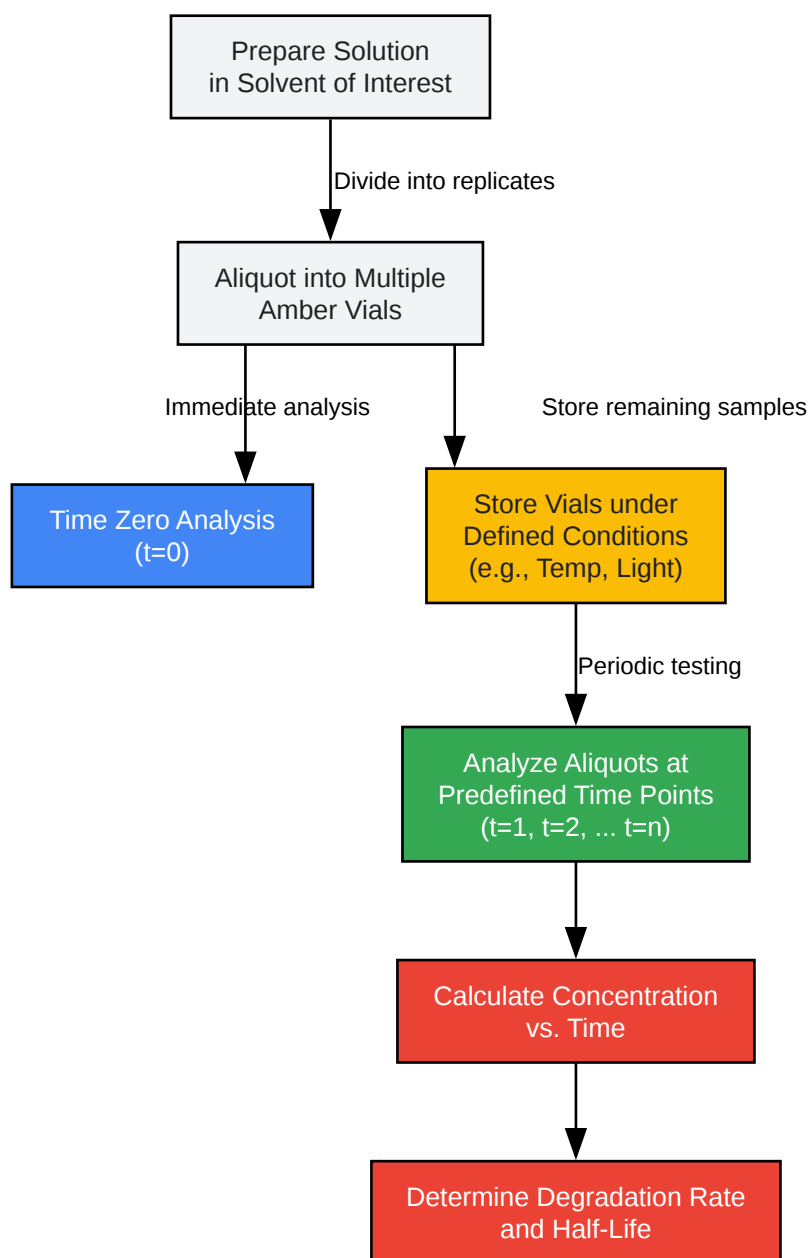 Prepare Solution
in Solvent of Interest
Divide into replicates
Aliquot into Multiple
Amber Vials
Immediate analysis
Store remaining samples
Time Zero Analysis
(t=0)
Store Vials under
Defined Conditions
(e.g., Temp, Light)
Periodic testing
Analyze Aliquots at
Predefined Time Points
(t=1, t=2, ... t=n)
Calculate Concentration
vs. Time
Determine Degradation Rate
and Half-Life